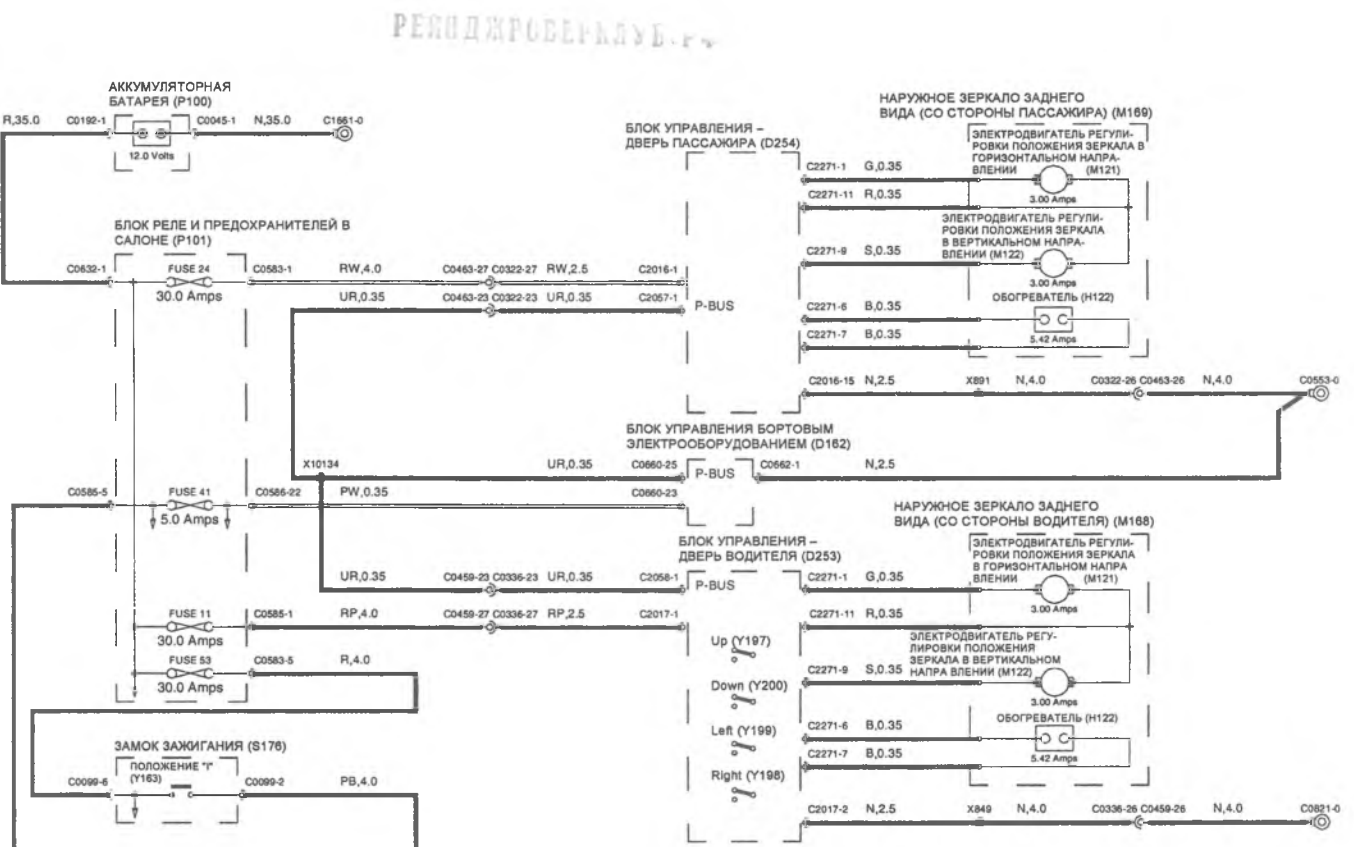 АККУМУЛЯТОРНАЯ
БАТАРЕЯ (P100)
R,35.0 C0192-1 C0045-1 N,35.0 C1661-0
12.0 Volts
БЛОК УПРАВЛЕНИЯ –
ДВЕРЬ ПАССАЖИРА (D254)
НАРУЖНОЕ ЗЕРКАЛО ЗАДНЕГО
ВИДА (СО СТОРОНЫ ПАССАЖИРА) (M169)
ЭЛЕКТРОДВИГАТЕЛЬ РЕГУЛИ-
РОВКИ ПОЛОЖЕНИЯ ЗЕРКАЛА В
ГОРИЗОНТАЛЬНОМ НАПРА-
ВЛЕНИИ (M121)
C2271-1 G,0.35
3.00 Amps
C2271-11 R,0.35
ЭЛЕКТРОДВИГАТЕЛЬ РЕГУЛИ-
РОВКИ ПОЛОЖЕНИЯ ЗЕРКАЛА
В ВЕРТИКАЛЬНОМ НАПРА-
ВЛЕНИИ (M122)
C2271-9 S,0.35
3.00 Amps
БЛОК РЕЛЕ И ПРЕДОХРАНИТЕЛЕЙ В
САЛОНЕ (P101)
C0632-1 FUSE 24 C0583-1 RW,4.0 C0463-27 C0322-27 RW,2.5 C2016-1
30.0 Amps
UR,0.35 C0463-23 C0322-23 UR,0.35 C2057-1
P-BUS
ОБОГРЕВАТЕЛЬ (H122)
C2271-6 B,0.35
5.42 Amps
C2271-7 B,0.35
C2016-15 N,2.5 X891 N,4.0 C0322-26 C0463-26 N,4.0 C0553-0
БЛОК УПРАВЛЕНИЯ БОРТОВЫМ
ЭЛЕКТРООБОРУДОВАНИЕМ (D162)
X10134 UR,0.35 C0660-25 P-BUS C0662-1 N,2.5
C0585-5 FUSE 41 C0586-22 PW,0.35 C0660-23
5.0 Amps
НАРУЖНОЕ ЗЕРКАЛО ЗАДНЕГО
ВИДА (СО СТОРОНЫ ВОДИТЕЛЯ) (M168)
БЛОК УПРАВЛЕНИЯ –
ДВЕРЬ ВОДИТЕЛЯ (D253)
ЭЛЕКТРОДВИГАТЕЛЬ РЕГУЛИ-
РОВКИ ПОЛОЖЕНИЯ ЗЕРКАЛА
В ГОРИЗОНТАЛЬНОМ НАПРА
ВЛЕНИИ (M121)
UR,0.35 C0459-23 C0336-23 UR,0.35 C2058-1 P-BUS C2271-1 G,0.35
3.00 Amps
FUSE 11 C0585-1 RP,4.0 C0459-27 C0336-27 RP,2.5 C2017-1 C2271-11 R,0.35
30.0 Amps
ЭЛЕКТРОДВИГАТЕЛЬ РЕГУ-
ЛИРОВКИ ПОЛОЖЕНИЯ
ЗЕРКАЛА В ВЕРТИКАЛЬНОМ
НАПРА ВЛЕНИИ (M122)
Up (Y197)
FUSE 53 C0583-5 R,4.0
30.0 Amps
C2271-9 S,0.35
3.00 Amps
Down (Y200)
ОБОГРЕВАТЕЛЬ (H122)
Left (Y199) C2271-6 B,0.35
5.42 Amps
C2271-7 B,0.35
Right (Y198)
ЗАМОК ЗАЖИГАНИЯ (S176)
ПОЛОЖЕНИЕ "I"
(Y163)
C0099-6 C0099-2 PB,4.0
C2017-2 N,2.5 X849 N,4.0 C0336-26 C0459-26 N,4.0 C0821-0